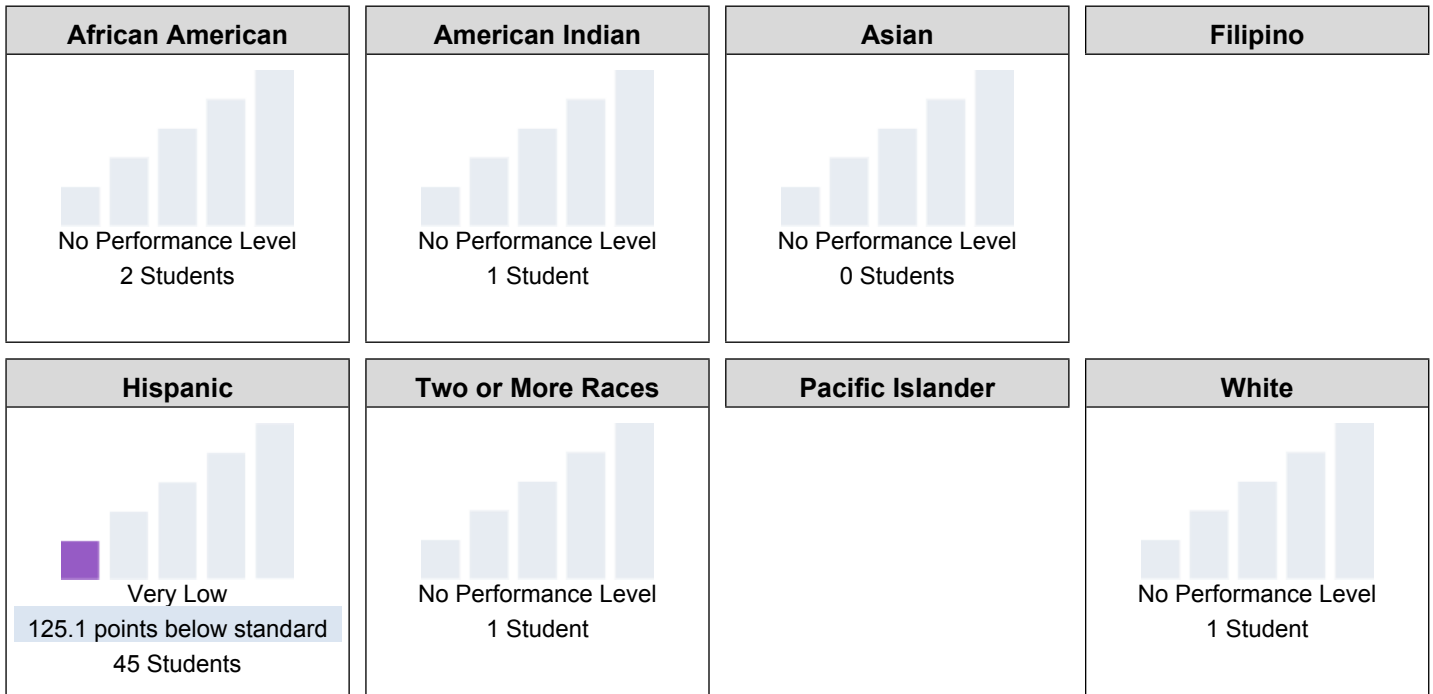 African American
No Performance Level
2 Students
American Indian
No Performance Level
1 Student
Asian
No Performance Level
0 Students
Filipino
Hispanic
Very Low
125.1 points below standard
45 Students
Two or More Races
No Performance Level
1 Student
Pacific Islander
White
No Performance Level
1 Student